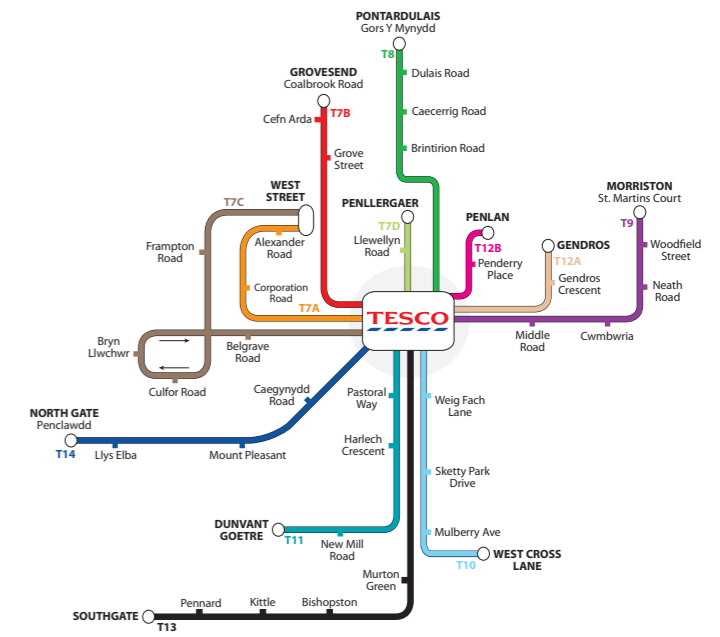 PONTARDULAIS
Gors Y Mynydd
T8
Dulais Road
GROVESEND
Coalbrook Road
T7B
Cefn Arda
Caecerrig Road
Grove
Street
Brintirion Road
WEST
STREET
T7C
PENLLERGAER
T7D
Llewellyn
Road
PENLAN
T12B
Penderry
Place
MORRISTON
St. Martins Court
T9
Woodfield
Street
Alexander
Road
Frampton
Road
GENDROS
T12A
Gendros
Crescent
Neath
Road
Corporation
Road
T7A
TESCO
Middle
Road
Cwmbwria
Bryn
Llwchwr
Belgrave
Road
Culfor Road
Caegynydd
Road
Pastoral
Way
Weig Fach
Lane
NORTH GATE
Penclawdd
T14
Llys Elba
Mount Pleasant
Harlech
Crescent
Sketty Park
Drive
DUNVANT
GOETRE
T11
New Mill
Road
Mulberry Ave
T10
WEST CROSS
LANE
Murton
Green
SOUTHGATE
T13
Pennard
Kittle
Bishopston